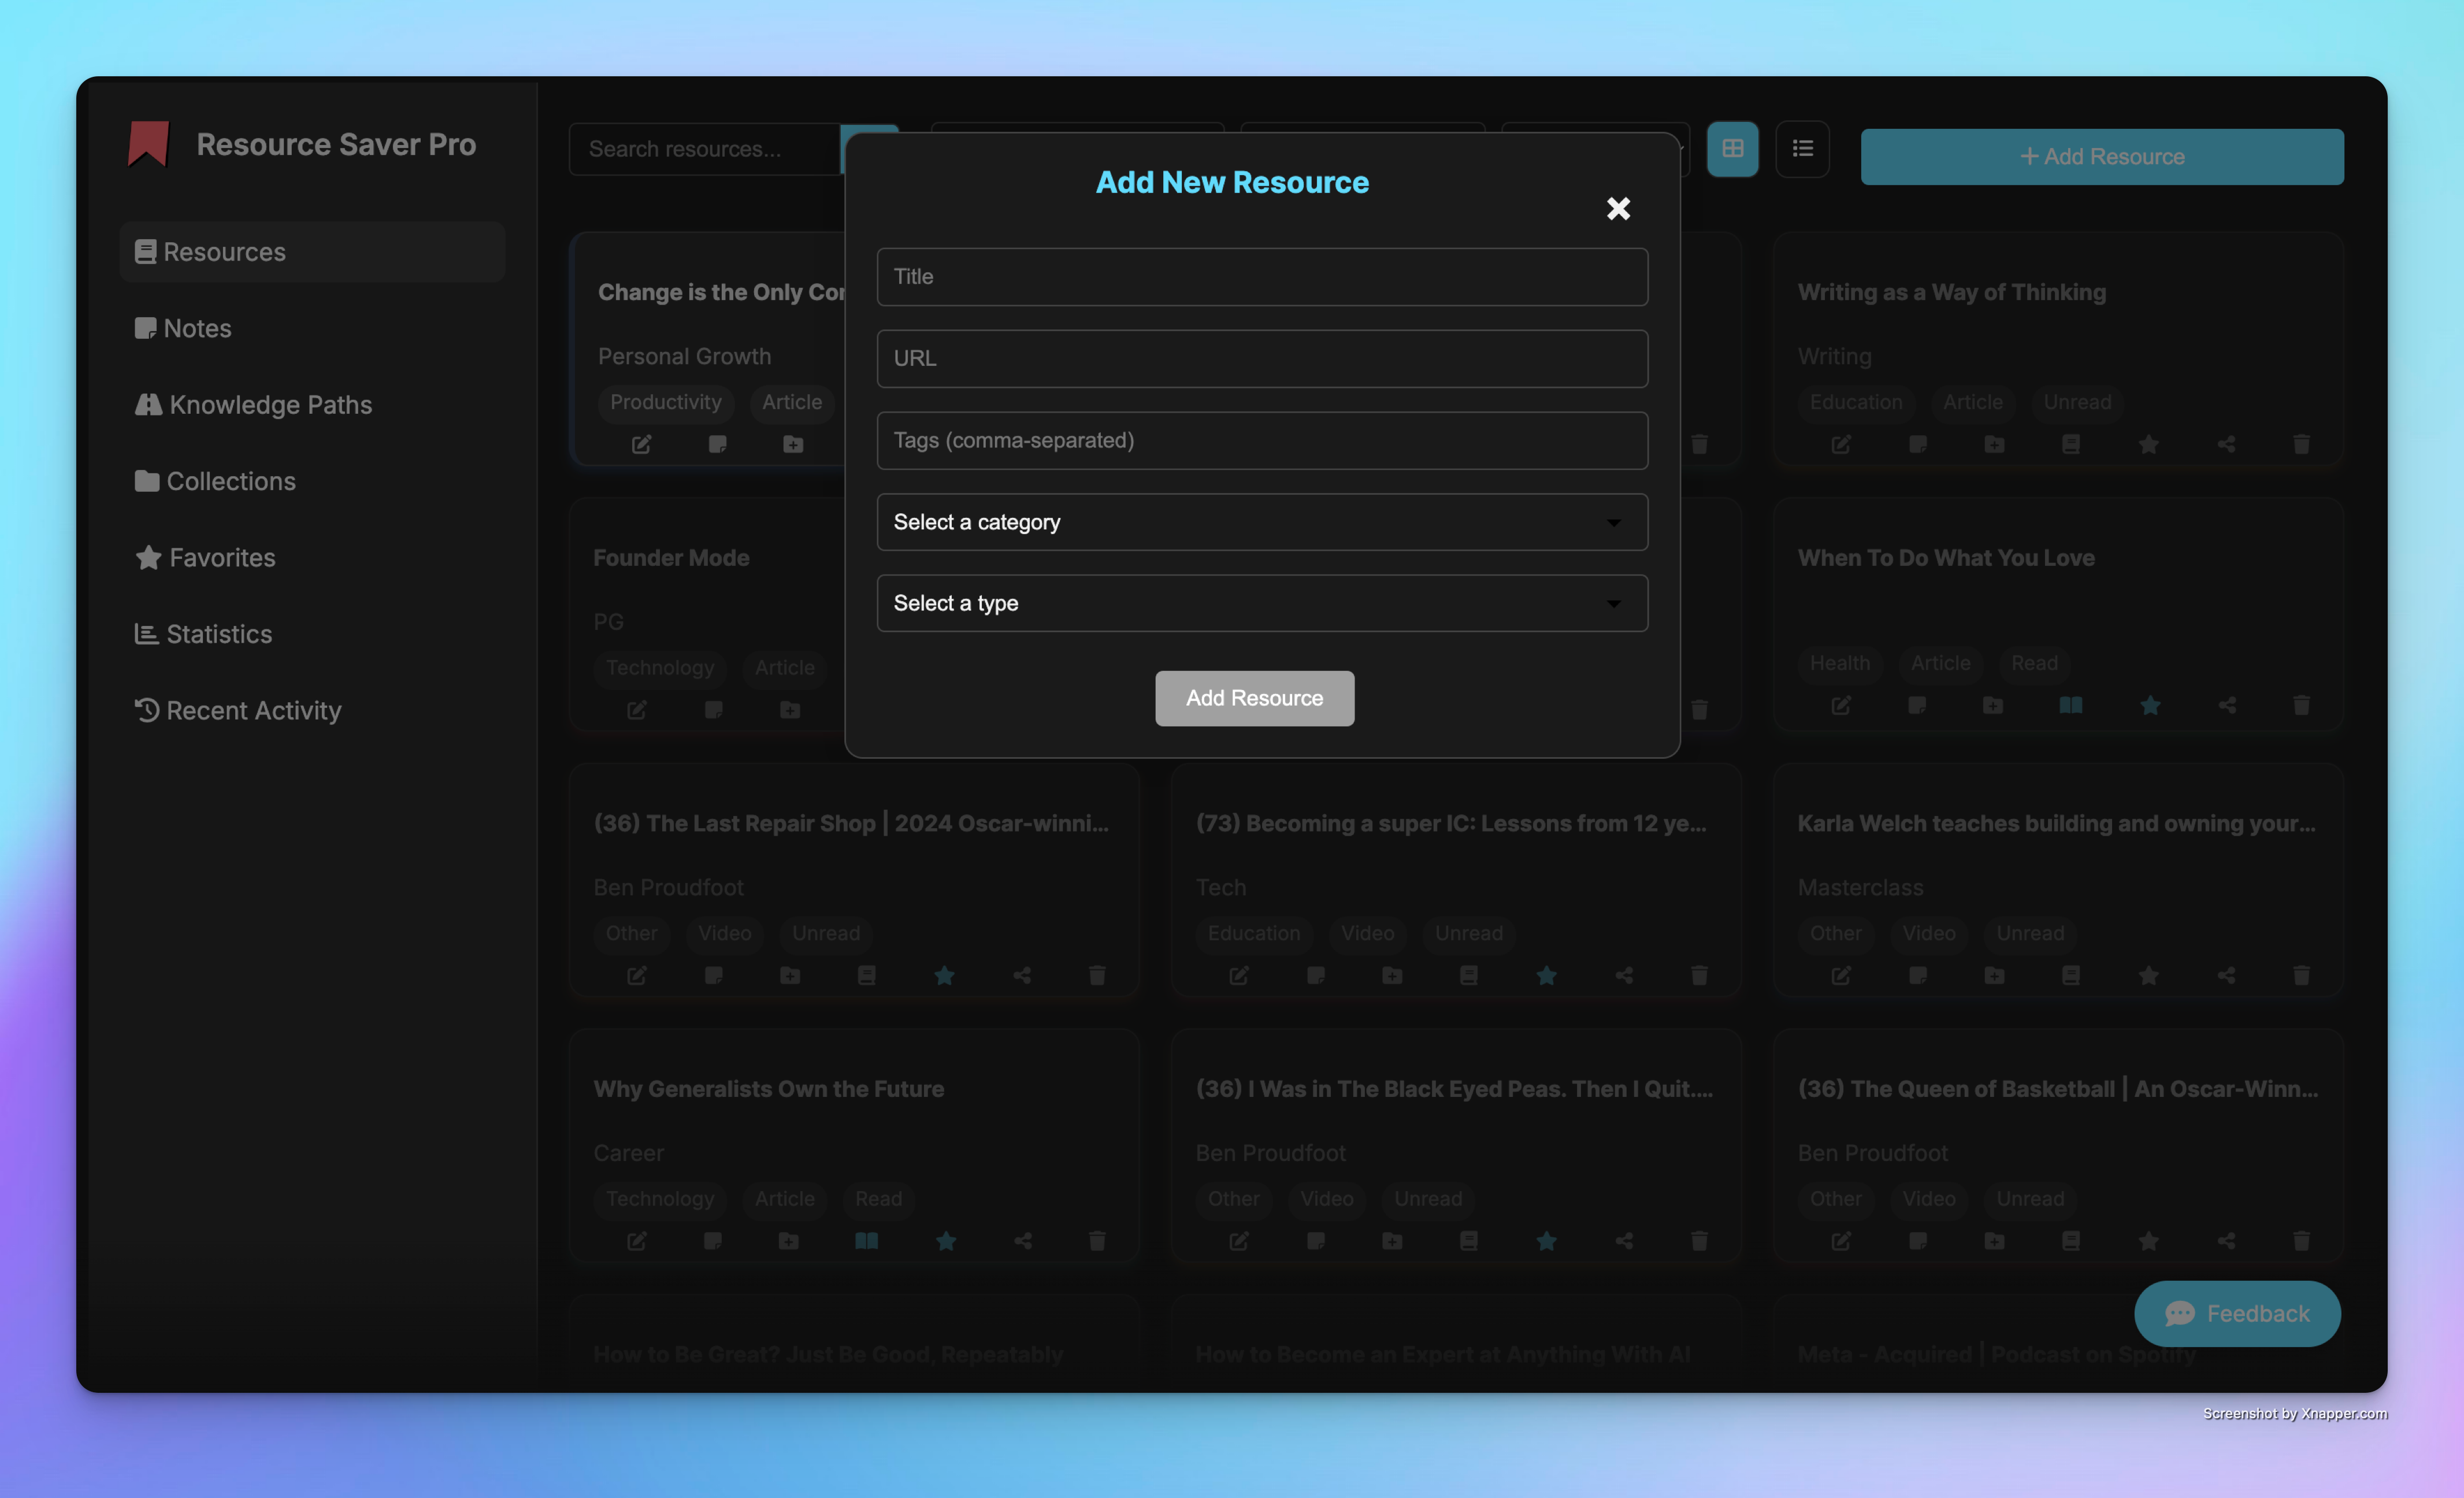 Resource Saver Pro
Resources
Notes
Knowledge Paths
Collections
Favorites
Statistics
Recent Activity
Search resources...
+ Add Resource
Add New Resource
Title
URL
Tags (comma-separated)
Select a category
Select a type
Add Resource
Change is the Only
Personal Growth
Productivity Article
Writing as a Way of Thinking
Writing
Education Article Unread
Founder Mode
PG
Technology Article
When To Do What You Love
Health Article Read
(36) The Last Repair Shop | 2024 Oscar-winni...
Ben Proudfoot
Other Video Unread
(73) Becoming a super IC: Lessons from 12 ye...
Tech
Education Video Unread
Karla Welch teaches building and owning your...
Masterclass
Other Video Unread
Why Generalists Own the Future
Career
Technology Article Read
(36) I Was in The Black Eyed Peas. Then I Quit....
Ben Proudfoot
Other Video Unread
(36) The Queen of Basketball | An Oscar-Winn...
Ben Proudfoot
Other Video Unread
How to Be Great? Just Be Good, Repeatably
How to Become an Expert at Anything With AI
Meta - Acquired | Podcast on Spotify
Feedback
Screenshot by Xnapper.com